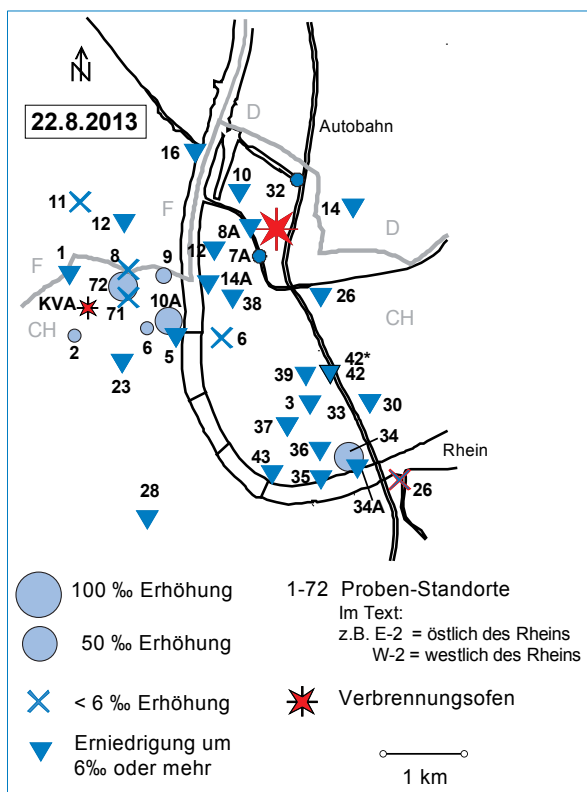 N
22.8.2013
D
Autobahn
16
10
32
14
11
F
12
8A
D
12
7A
1
8
9
F
72
14A
38
26
KVA
10A
71
CH
CH
2
6
5
6
23
42*
42
39
3
33
30
37
34
36
Rhein
43
35
34A
26
28
100 ‰ Erhöhung
50 ‰ Erhöhung
< 6 ‰ Erhöhung
Erniedrigung um
6‰ oder mehr
1-72 Proben-Standorte
Im Text:
z.B. E-2 = östlich des Rheins
W-2 = westlich des Rheins
Verbrennungsofen
1 km